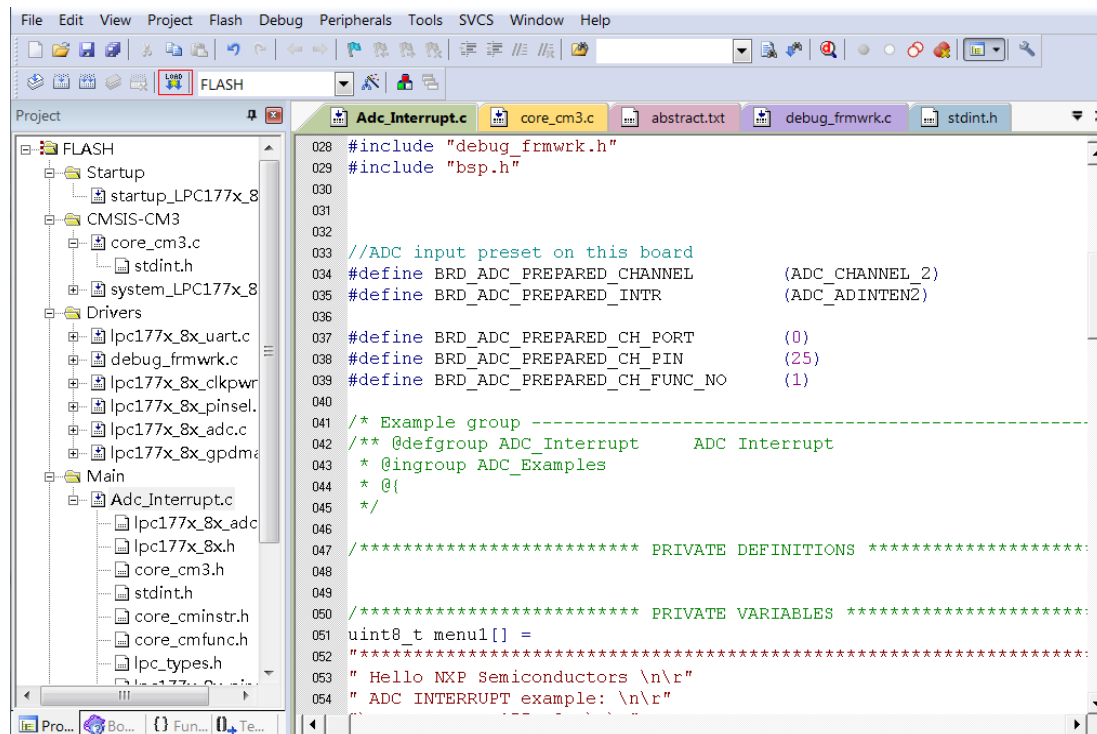 File Edit View Project Flash Debug Peripherals Tools SVCS Window Help
LOAD FLASH
Project
Adc_Interrupt.c core_cm3.c abstract.txt debug_frmwrk.c stdint.h
FLASH
Startup
startup_LPC177x_8
CMSIS-CM3
core_cm3.c
stdint.h
system_LPC177x_8
Drivers
lpc177x_8x_uart.c
debug_frmwrk.c
lpc177x_8x_clkpwr
lpc177x_8x_pinsel.
lpc177x_8x_adc.c
lpc177x_8x_gpdma
Main
Adc_Interrupt.c
lpc177x_8x_adc
lpc177x_8x.h
core_cm3.h
stdint.h
core_cminstr.h
core_cmfunc.h
lpc_types.h
Pro... Bo... {} Fun... Te...
028 #include "debug_frmwrk.h"
029 #include "bsp.h"
030
031
032
033 //ADC input preset on this board
034 #define BRD_ADC_PREPARED_CHANNEL (ADC_CHANNEL_2)
035 #define BRD_ADC_PREPARED_INTR (ADC_ADINTEN2)
036
037 #define BRD_ADC_PREPARED_CH_PORT (0)
038 #define BRD_ADC_PREPARED_CH_PIN (25)
039 #define BRD_ADC_PREPARED_CH_FUNC_NO (1)
040
041 /* Example group ----------------------------------------------------
042 /** @defgroup ADC_Interrupt ADC Interrupt
043 * @ingroup ADC_Examples
044 * @{
045 */
046
047 /************************** PRIVATE DEFINITIONS *********************
048
049
050 /************************** PRIVATE VARIABLES ***********************
051 uint8_t menu1[] =
052 "********************************************************************
053 " Hello NXP Semiconductors \n\r"
054 " ADC INTERRUPT example: \n\r"